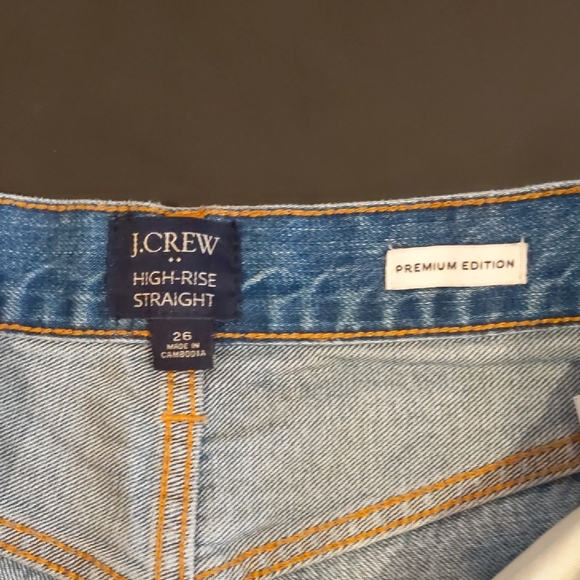 J.CREW
HIGH-RISE
STRAIGHT
26
MADE IN
CAMBODIA
PREMIUM EDITION